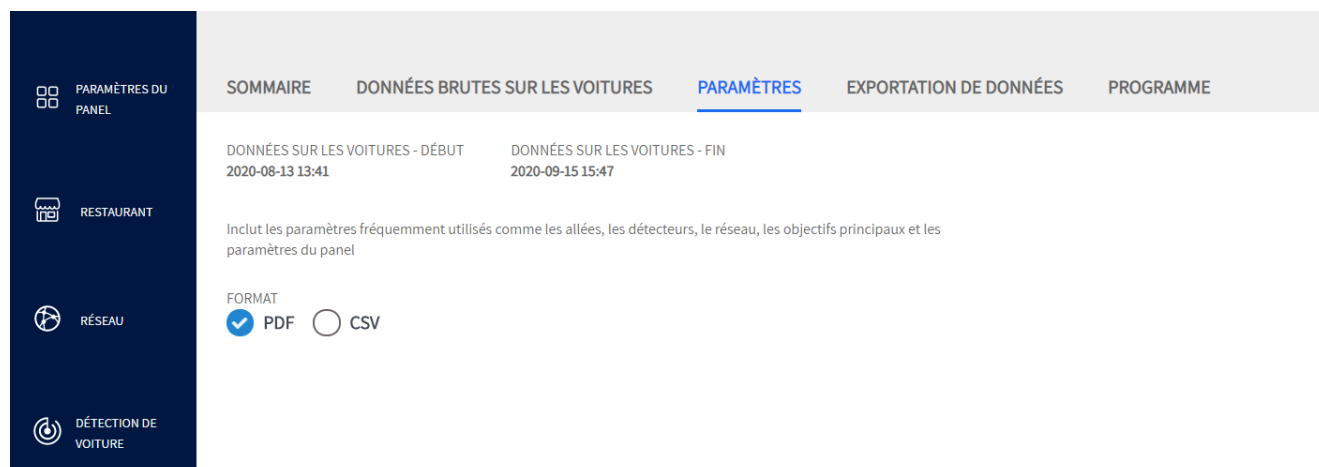 PARAMÈTRES DU
PANEL
RESTAURANT
RÉSEAU
DÉTECTION DE
VOITURE
SOMMAIRE DONNÉES BRUTES SUR LES VOITURES PARAMÈTRES EXPORTATION DE DONNÉES PROGRAMME
DONNÉES SUR LES VOITURES - DÉBUT DONNÉES SUR LES VOITURES - FIN
2020-08-13 13:41 2020-09-15 15:47
Inclut les paramètres fréquemment utilisés comme les allées, les détecteurs, le réseau, les objectifs principaux et les
paramètres du panel
FORMAT
PDF CSV